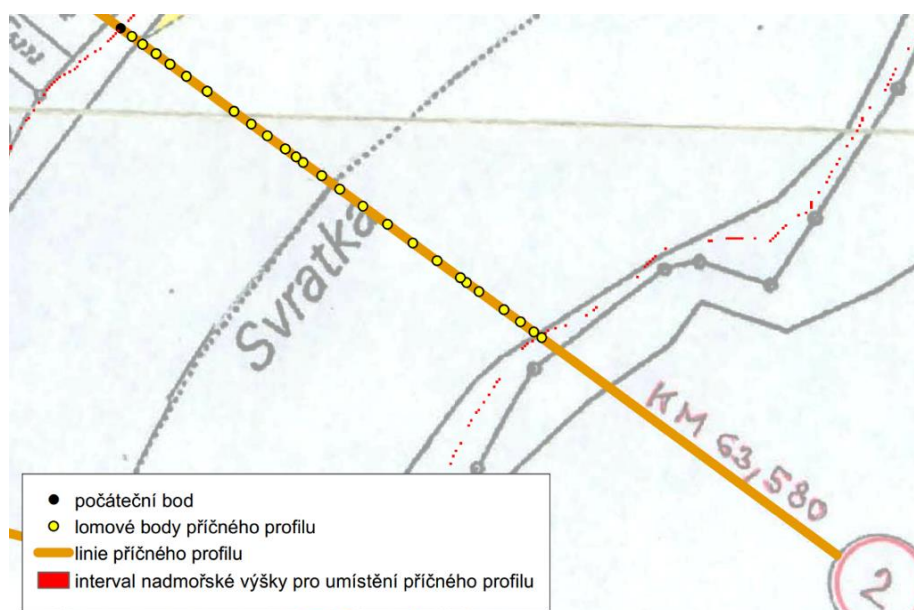 5332
Svratka
KM 63,580
2
počáteční bod
lomové body příčného profilu
linie příčného profilu
interval nadmořské výšky pro umístění příčného profilu